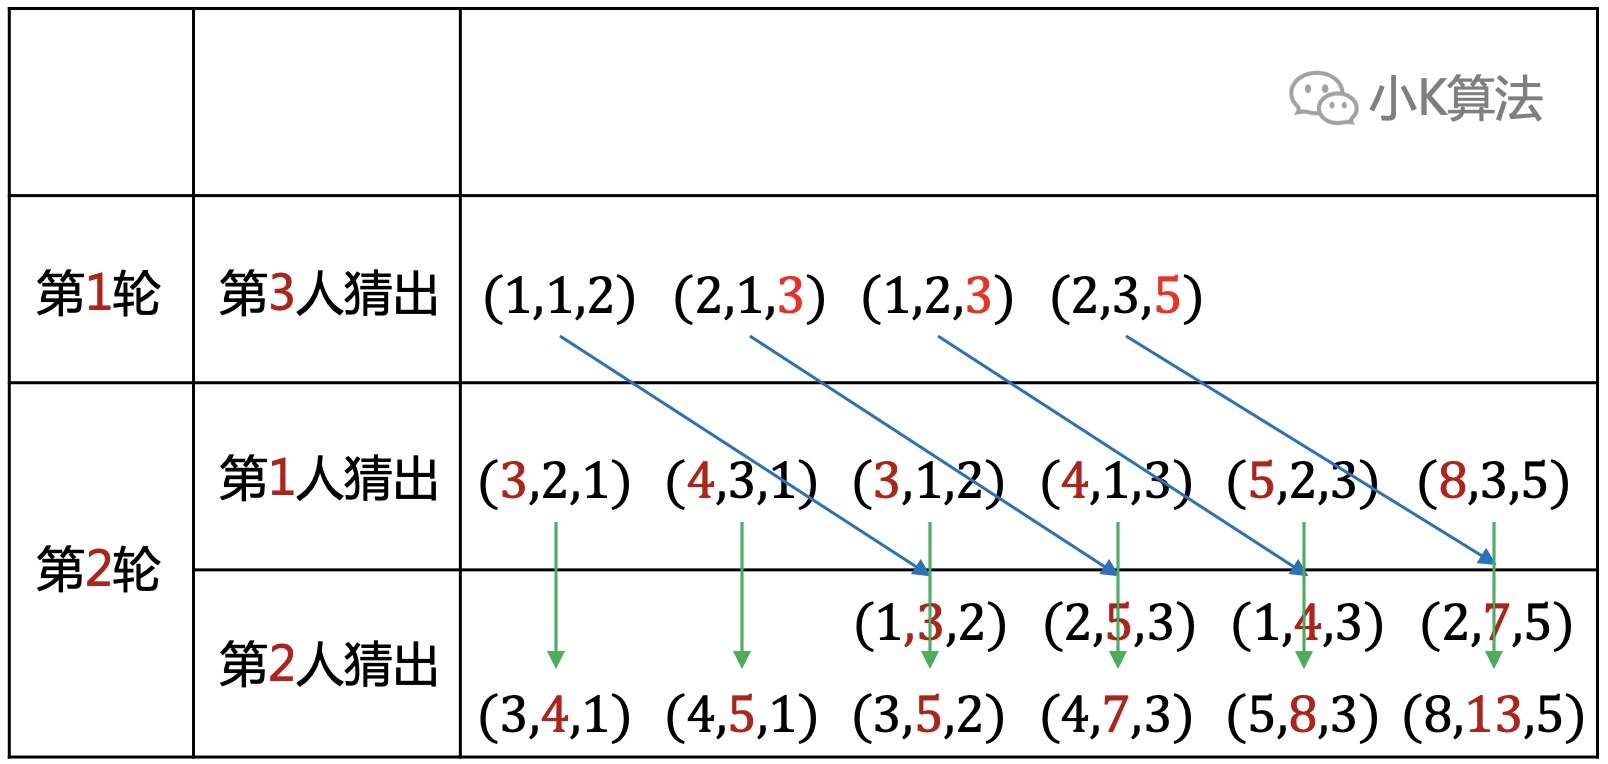 小K算法
第1轮 第3人猜出 (1,1,2) (2,1,3) (1,2,3) (2,3,5)
第1人猜出 (3,2,1) (4,3,1) (3,1,2) (4,1,3) (5,2,3) (8,3,5)
第2轮
(1,3,2) (2,5,3) (1,4,3) (2,7,5)
第2人猜出
(3,4,1) (4,5,1) (3,5,2) (4,7,3) (5,8,3) (8,13,5)